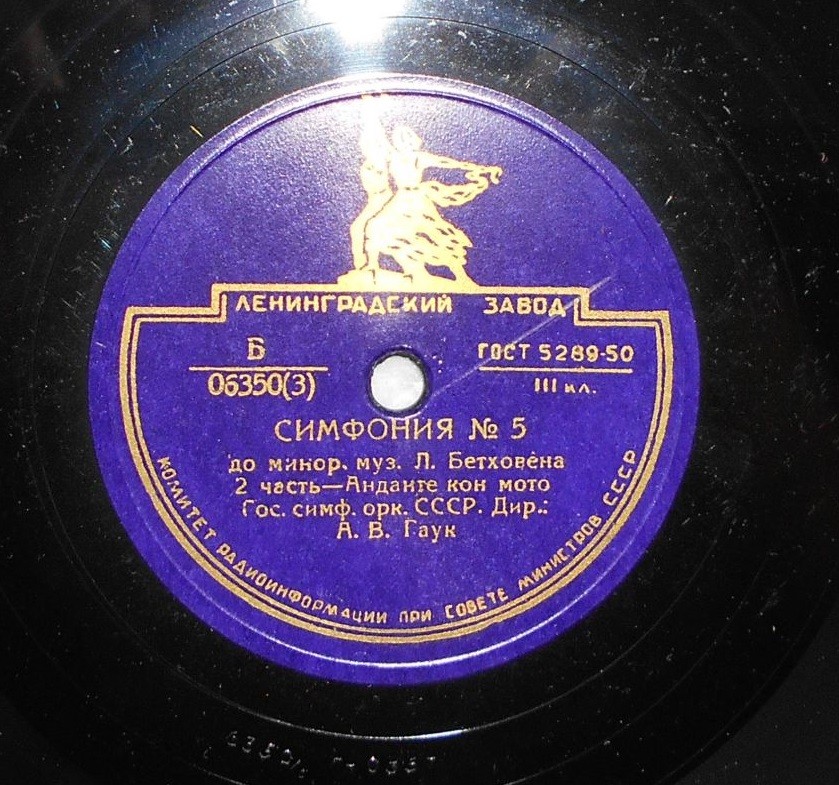 ЛЕНИНГРАДСКИЙ ЗАВОД
Б
06350(3)
ГОСТ 5289-50
III кл.
СИМФОНИЯ № 5
до минор. муз. Л. Бетховена
2 часть—Анданте кон мото
Гос. симф. орк. СССР. Дир.:
А. В. Гаук
КОМИТЕТ РАДИОИНФОРМАЦИИ ПРИ СОВЕТЕ МИНИСТРОВ СССР